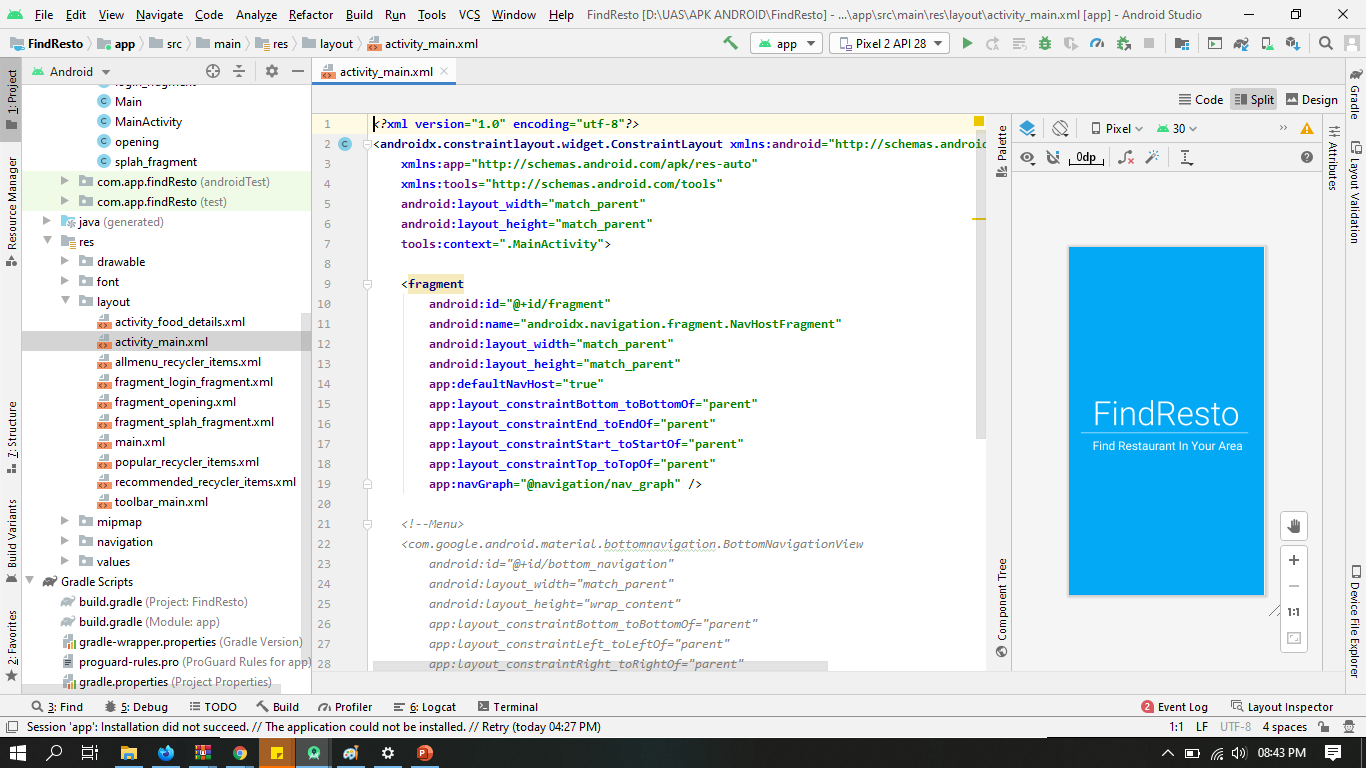 File Edit View Navigate Code Analyze Refactor Build Run Tools VCS Window Help FindResto [D:\UAS\APK ANDROID\FindResto] - ...\app\src\main\res\layout\activity_main.xml [app] - Android Studio
FindResto app src main res layout activity_main.xml app Pixel 2 API 28
1: Project
Resource Manager
Z: Structure
Build Variants
2: Favorites
Android
Main
MainActivity
opening
splah_fragment
com.app.findResto (androidTest)
com.app.findResto (test)
java (generated)
res
drawable
font
layout
activity_food_details.xml
activity_main.xml
allmenu_recycler_items.xml
fragment_login_fragment.xml
fragment_opening.xml
fragment_splah_fragment.xml
main.xml
popular_recycler_items.xml
recommended_recycler_items.xml
toolbar_main.xml
mipmap
navigation
values
Gradle Scripts
build.gradle (Project: FindResto)
build.gradle (Module: app)
gradle-wrapper.properties (Gradle Version)
proguard-rules.pro (ProGuard Rules for app)
gradle.properties (Project Properties)
activity_main.xml
Code Split Design
1 <?xml version="1.0" encoding="utf-8"?>
2 <androidx.constraintlayout.widget.ConstraintLayout xmlns:android="http://schemas.andro
3 xmlns:app="http://schemas.android.com/apk/res-auto"
4 xmlns:tools="http://schemas.android.com/tools"
5 android:layout_width="match_parent"
6 android:layout_height="match_parent"
7 tools:context=".MainActivity">
8
9 <fragment
10 android:id="@+id/fragment"
11 android:name="androidx.navigation.fragment.NavHostFragment"
12 android:layout_width="match_parent"
13 android:layout_height="match_parent"
14 app:defaultNavHost="true"
15 app:layout_constraintBottom_toBottomOf="parent"
16 app:layout_constraintEnd_toEndOf="parent"
17 app:layout_constraintStart_toStartOf="parent"
18 app:layout_constraintTop_toTopOf="parent"
19 app:navGraph="@navigation/nav_graph" />
20
21 <!--Menu>
22 <com.google.android.material.bottomnavigation.BottomNavigationView
23 android:id="@+id/bottom_navigation"
24 android:layout_width="match_parent"
25 android:layout_height="wrap_content"
26 app:layout_constraintBottom_toBottomOf="parent"
27 app:layout_constraintLeft_toLeftOf="parent"
28 app:layout_constraintRight_toRightOf="parent"
Palette
Component Tree
Pixel 30
0dp
FindResto
Find Restaurant In Your Area
1:1
Attributes
Gradle
Layout Validation
Device File Explorer
3: Find 5: Debug TODO Build Profiler 6: Logcat Terminal 2 Event Log Layout Inspector
Session 'app': Installation did not succeed. // The application could not be installed. // Retry (today 04:27 PM) 1:1 LF UTF-8 4 spaces
08:43 PM